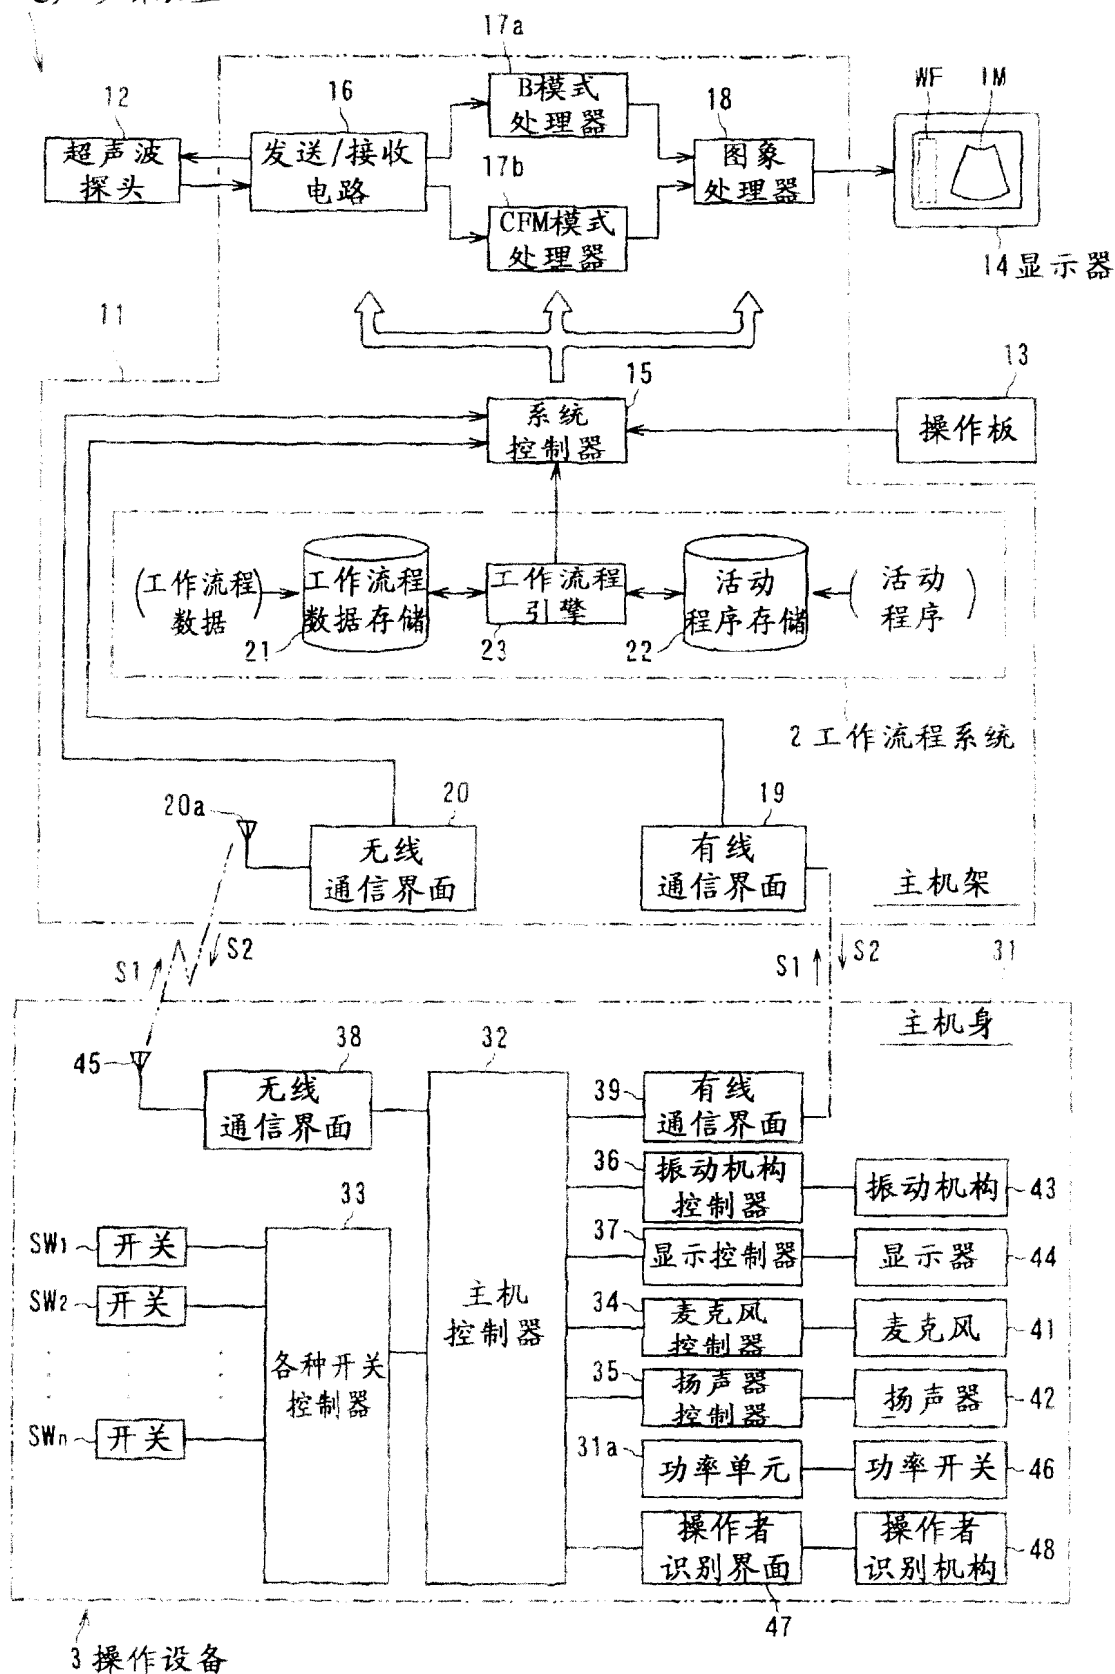 17a
12
16
B模式
处理器
18
WF
IM
超声波
探头
发送/接收
电路
17b
图象
处理器
CFM模式
处理器
14显示器
11
15
13
系统
控制器
操作板
(工作流程
数据)
工作流程
数据存储
工作流程
引擎
活动
程序存储
(活动
程序)
21
23
22
2工作流程系统
20a
20
19
无线
通信界面
有线
通信界面
主机架
S1
S2
S1
S2
31
主机身
45
38
32
无线
通信界面
39
有线
通信界面
36
振动机构
控制器
振动机构
43
33
37
显示控制器
显示器
44
SW1
开关
SW2
开关
主机
控制器
34
麦克风
控制器
麦克风
41
各种开关
控制器
35
扬声器
控制器
扬声器
42
SWn
开关
31a
功率单元
功率开关
46
操作者
识别界面
操作者
识别机构
48
47
3操作设备